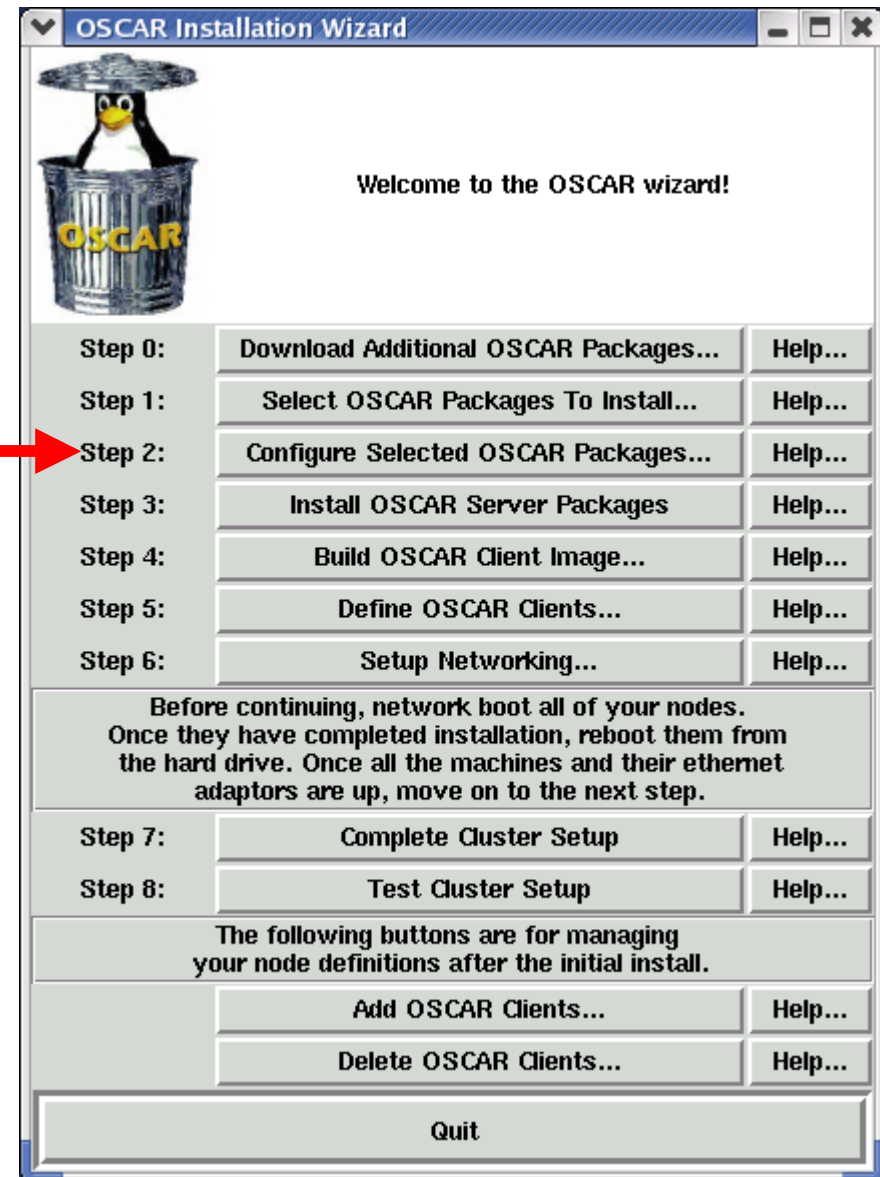 OSCAR Installation Wizard
OSCAR
Welcome to the OSCAR wizard!
Step 0: Download Additional OSCAR Packages... Help...
Step 1: Select OSCAR Packages To Install... Help...
Step 2: Configure Selected OSCAR Packages... Help...
Step 3: Install OSCAR Server Packages Help...
Step 4: Build OSCAR Client Image... Help...
Step 5: Define OSCAR Clients... Help...
Step 6: Setup Networking... Help...
Before continuing, network boot all of your nodes.
Once they have completed installation, reboot them from
the hard drive. Once all the machines and their ethernet
adaptors are up, move on to the next step.
Step 7: Complete Cluster Setup Help...
Step 8: Test Cluster Setup Help...
The following buttons are for managing
your node definitions after the initial install.
Add OSCAR Clients... Help...
Delete OSCAR Clients... Help...
Quit